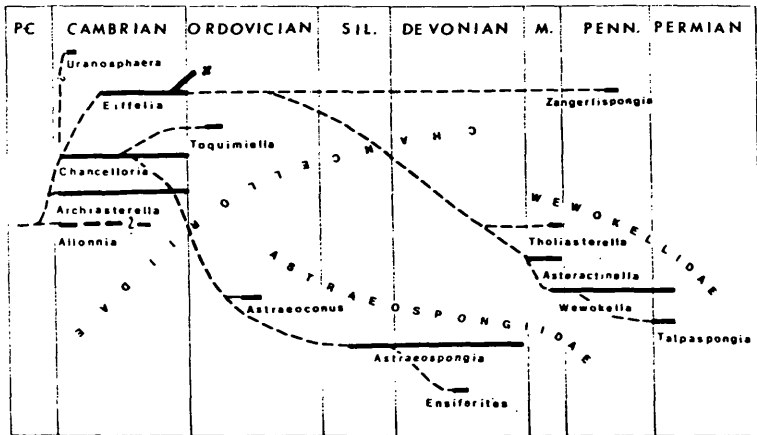 P€ CAMBRIAN ORDOVICIAN SIL. DEVONIAN M. PENN. PERMIAN
Uranosphaera
?
x
Eiffelia
Zangerlispongia
Toquimiella
CHANCELLORIIDAE
Chancelloria
Archiasterella
WEWOKELLIDAE
?
Allonnia
Tholiasterella
ASTRAEOSPONGIIDAE
Asteractinella
Wewokella
Astraeoconus
Talpaspongia
Astraeospongia
Ensiferites